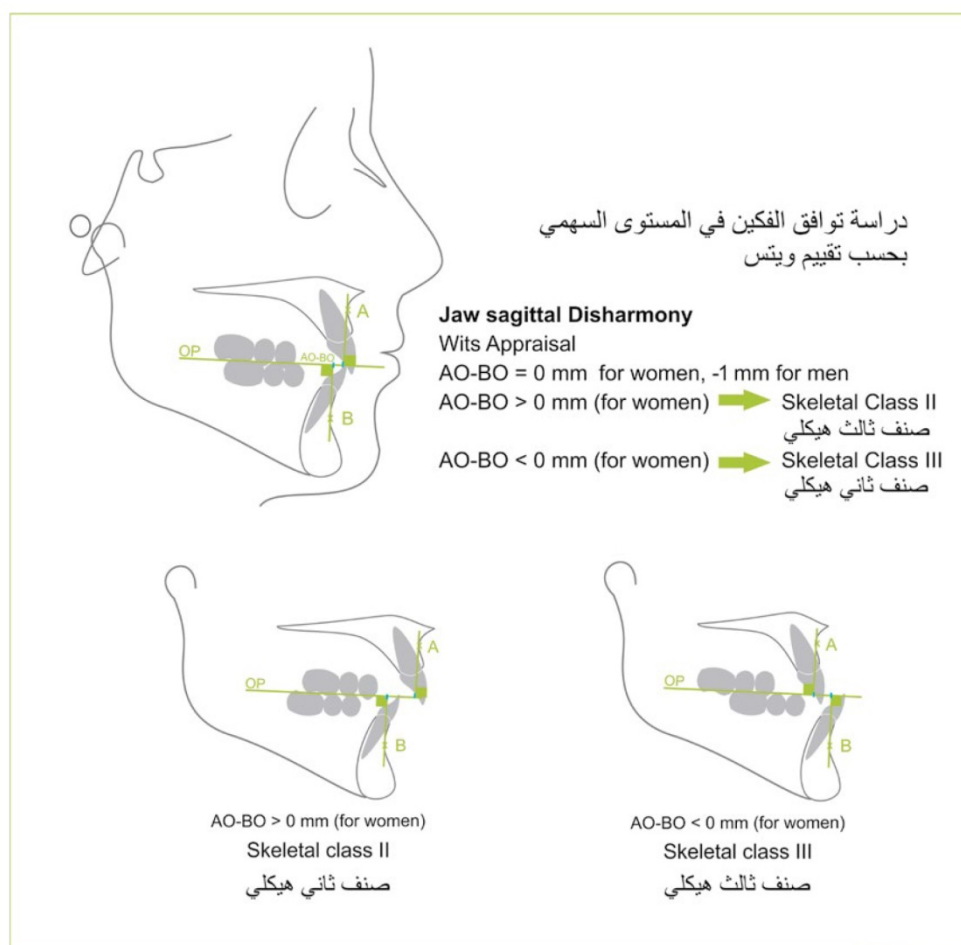 دراسة توافق الفكين في المستوى السهمي
بحسب تقييم ويتس
Jaw sagittal Disharmony
Wits Appraisal
AO-BO = 0 mm for women, -1 mm for men
AO-BO > 0 mm (for women) Skeletal Class II
صنف ثالث هيكلي
AO-BO < 0 mm (for women) Skeletal Class III
صنف ثاني هيكلي
A
OP
AO-BO
B
A
OP
B
AO-BO > 0 mm (for women)
Skeletal class II
صنف ثاني هيكلي
A
OP
B
AO-BO < 0 mm (for women)
Skeletal class III
صنف ثالث هيكلي